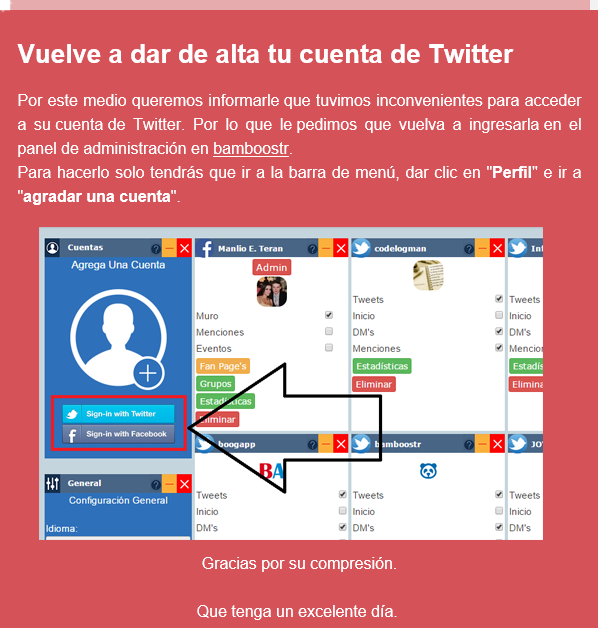 Vuelve a dar de alta tu cuenta de Twitter
Por este medio queremos informarle que tuvimos inconvenientes para acceder
a su cuenta de Twitter. Por lo que le pedimos que vuelva a ingresarla en el
panel de administración en bamboostr.
Para hacerlo solo tendrás que ir a la barra de menú, dar clic en "Perfil" e ir a
"agradar una cuenta".
Cuentas
Agrega Una Cuenta
Sign-in with Twitter
Sign-in with Facebook
General
Configuración General
Idioma:
Manlio E. Teran
Admin
Muro
Menciones
Eventos
Fan Page's
Grupos
Estadísticas
Eliminar
codelogman
Tweets
Inicio
DM's
Menciones
Estadísticas
Eliminar
Tweets
Inicio
DM's
Mencion
Estadís
Elimina
boogapp
BA
Tweets
Inicio
DM's
bamboostr
Tweets
Inicio
DM's
Tweets
Inicio
DM's
Gracias por su compresión.
Que tenga un excelente día.